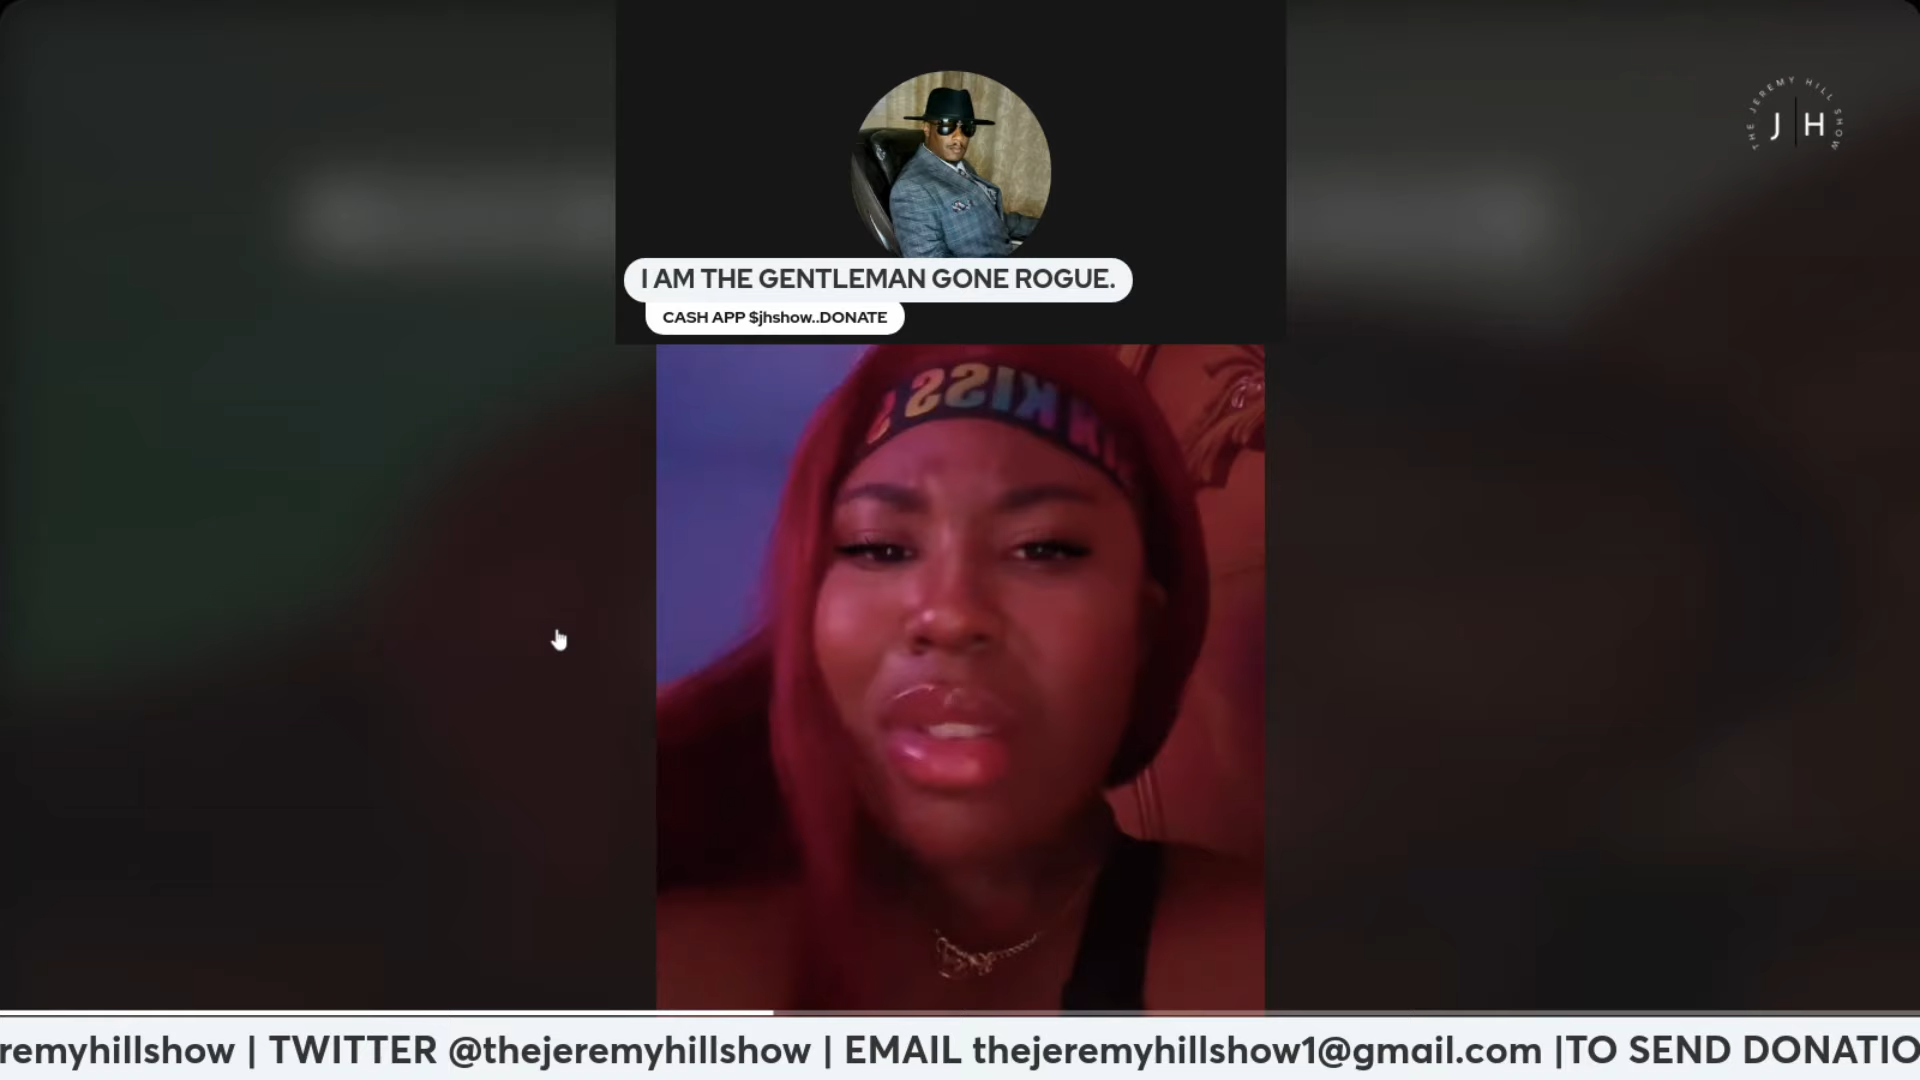 THE JEREMY HILL SHOW
J H
I AM THE GENTLEMAN GONE ROGUE.
CASH APP $jhshow..DONATE
KISS
remyhillshow | TWITTER @thejeremyhillshow | EMAIL thejeremyhillshow1@gmail.com |TO SEND DONATIO